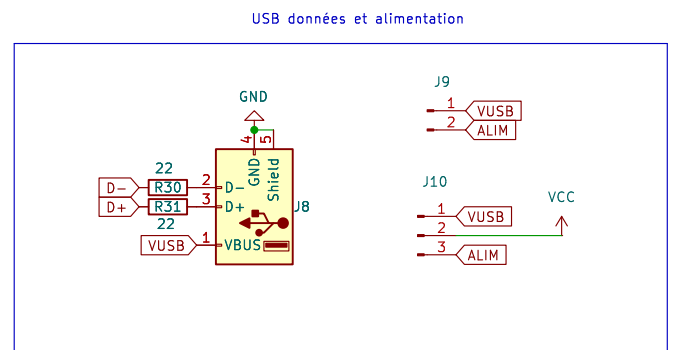 USB données et alimentation
J9
GND
1 VUSB
2 ALIM
4 5
GND Shield
22
D- R30 2 D-
D+ R31 3 D+
22
J8
VUSB 1 VBUS
J10
VCC
1 VUSB
2
3 ALIM